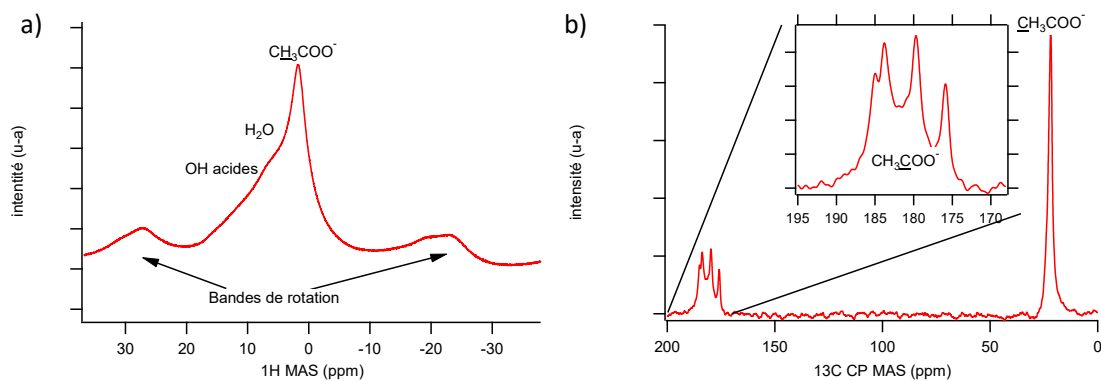 a)
intentité (u-a)
CH₃COO⁻
H₂O
OH acides
Bandes de rotation
30 20 10 0 -10 -20 -30
1H MAS (ppm)
b)
intensité (u-a)
CH₃COO⁻
CH₃COO⁻
195 190 185 180 175 170
200 150 100 50 0
13C CP MAS (ppm)